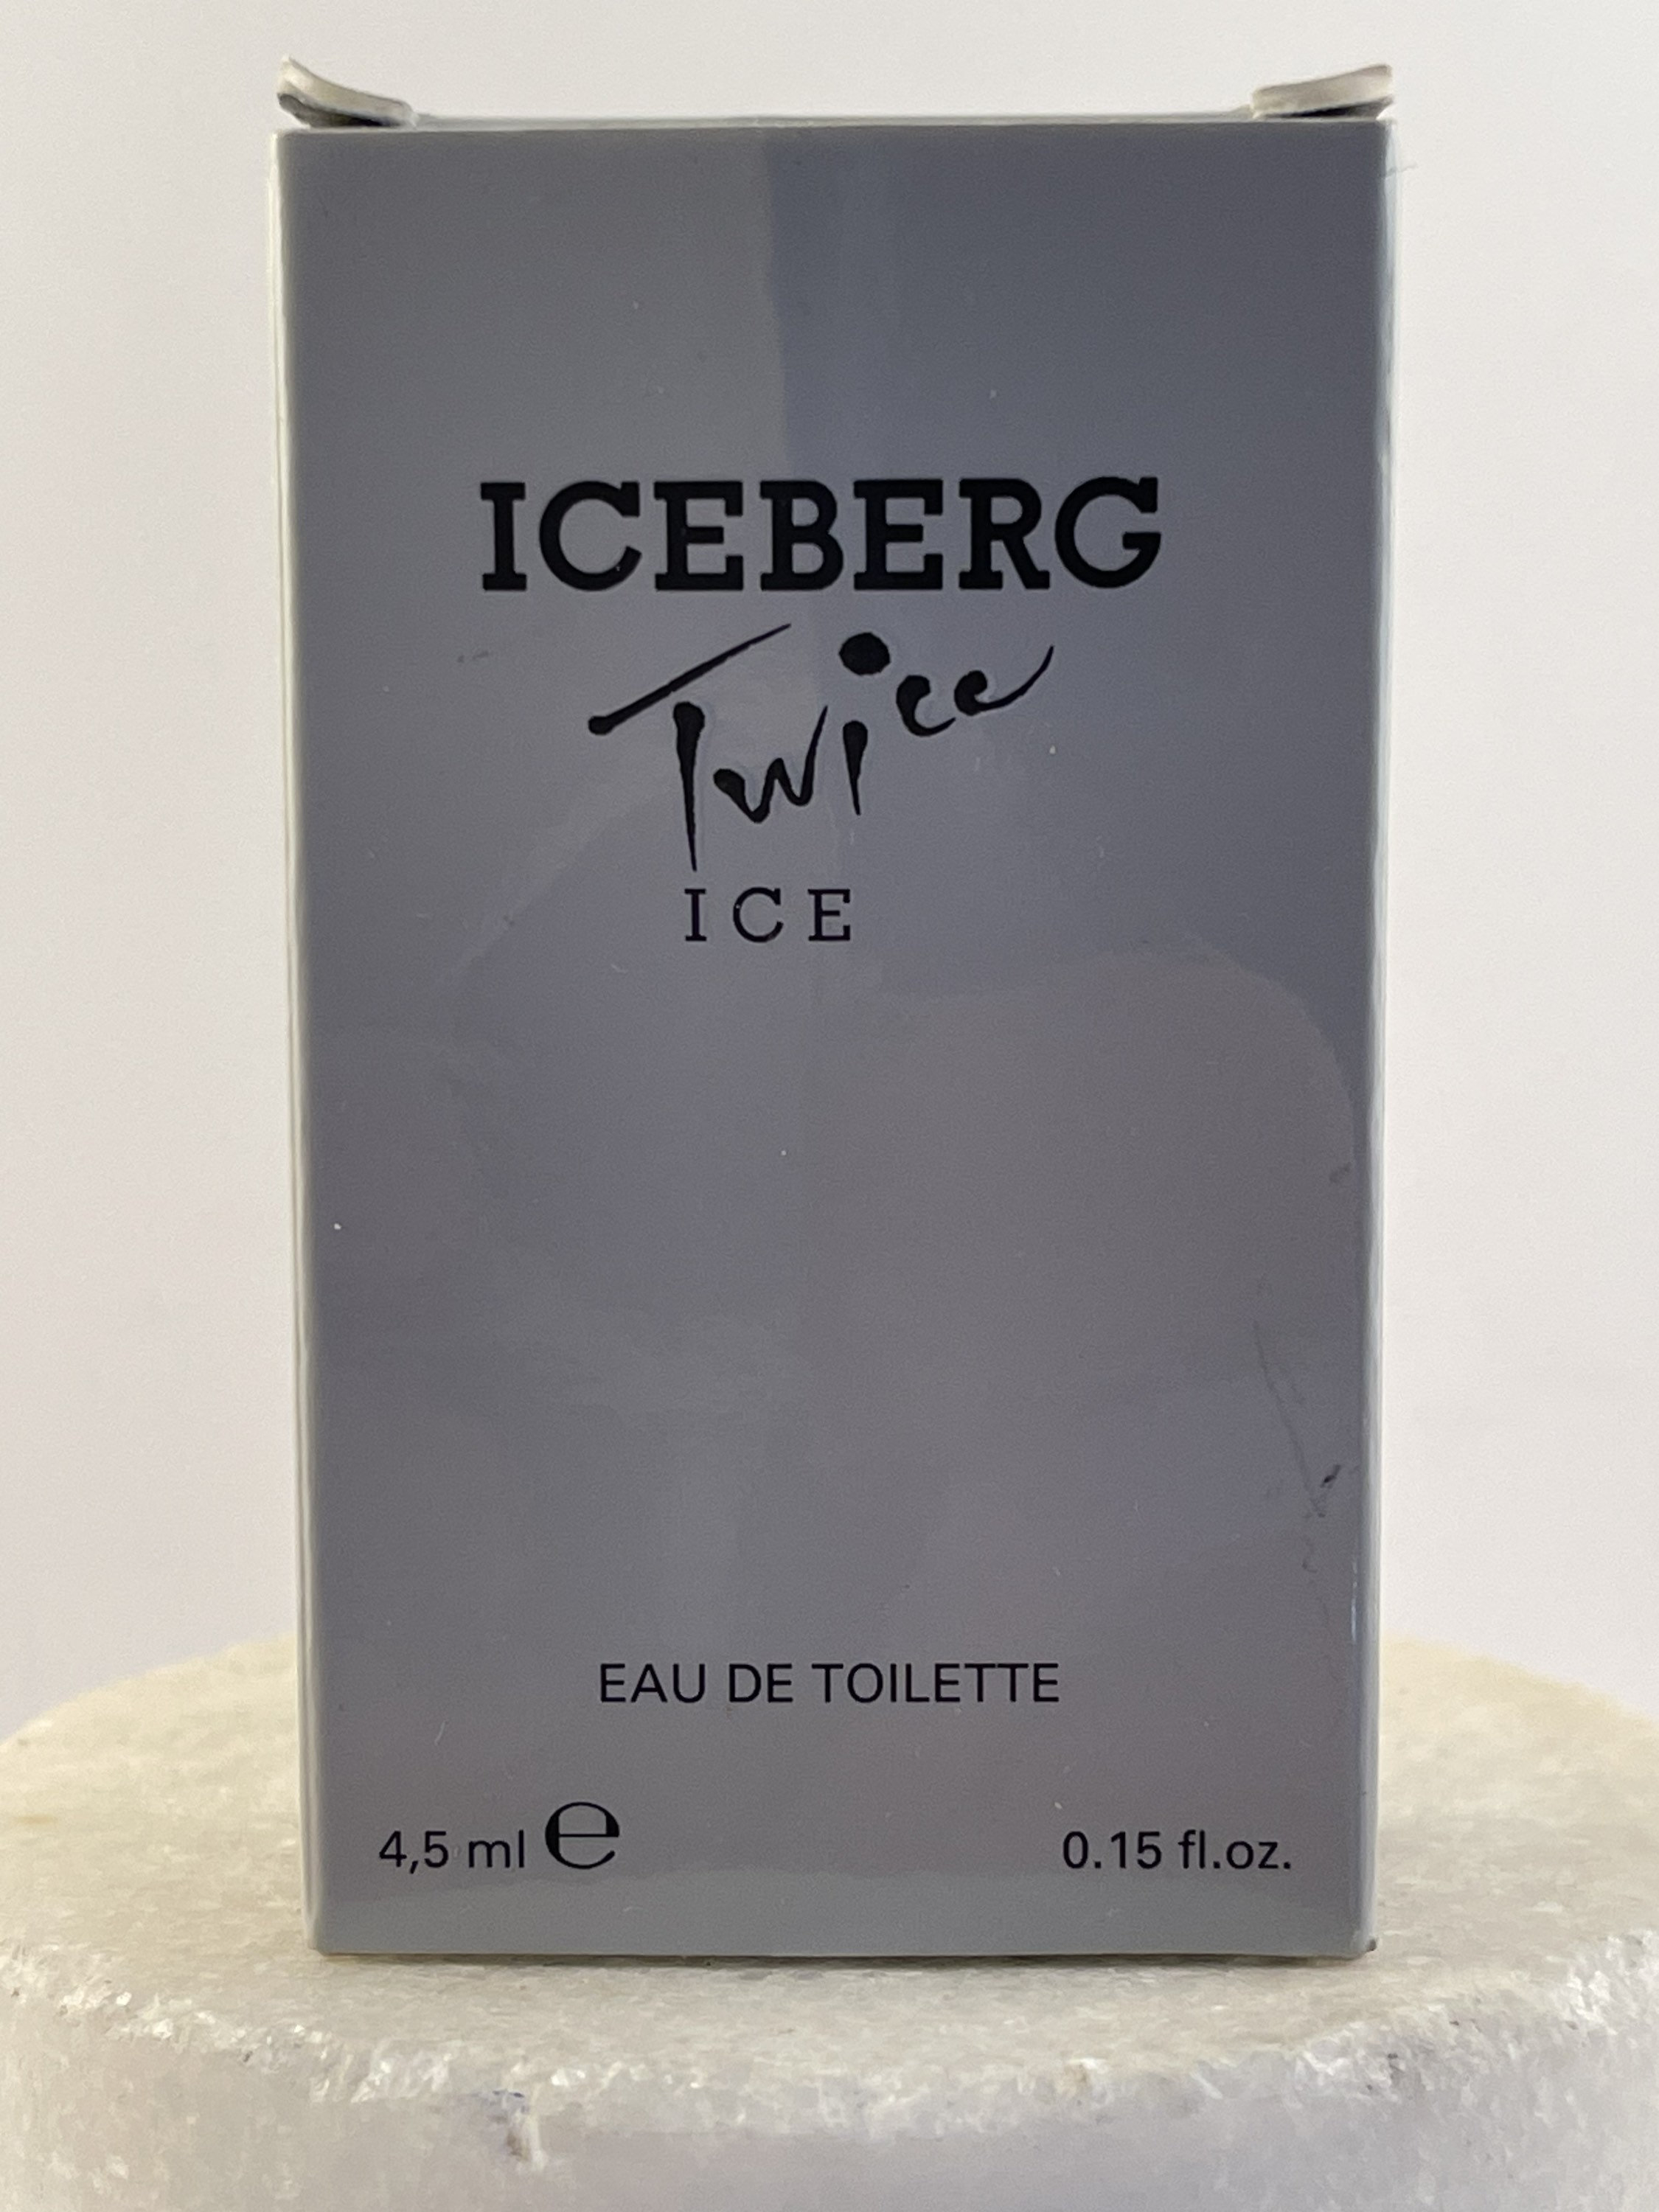 ICEBERG
Twice
ICE
EAU DE TOILETTE
4,5 ml ℮ 0.15 fl.oz.